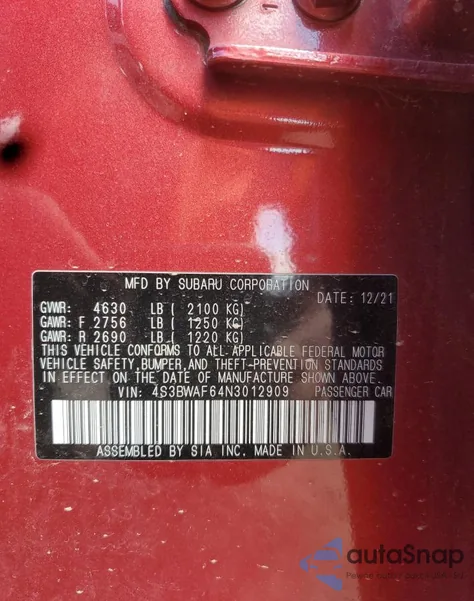 MFD BY SUBARU CORPORATION
DATE: 12/21
GVWR: 4630 LB ( 2100 KG)
GAWR: F 2756 LB ( 1250 KG)
GAWR: R 2690 LB ( 1220 KG)
THIS VEHICLE CONFORMS TO ALL APPLICABLE FEDERAL MOTOR
VEHICLE SAFETY, BUMPER, AND THEFT-PREVENTION STANDARDS
IN EFFECT ON THE DATE OF MANUFACTURE SHOWN ABOVE.
VIN: 4S3BWAF64N3012909 PASSENGER CAR
ASSEMBLED BY SIA INC. MADE IN U.S.A.
autoSnap